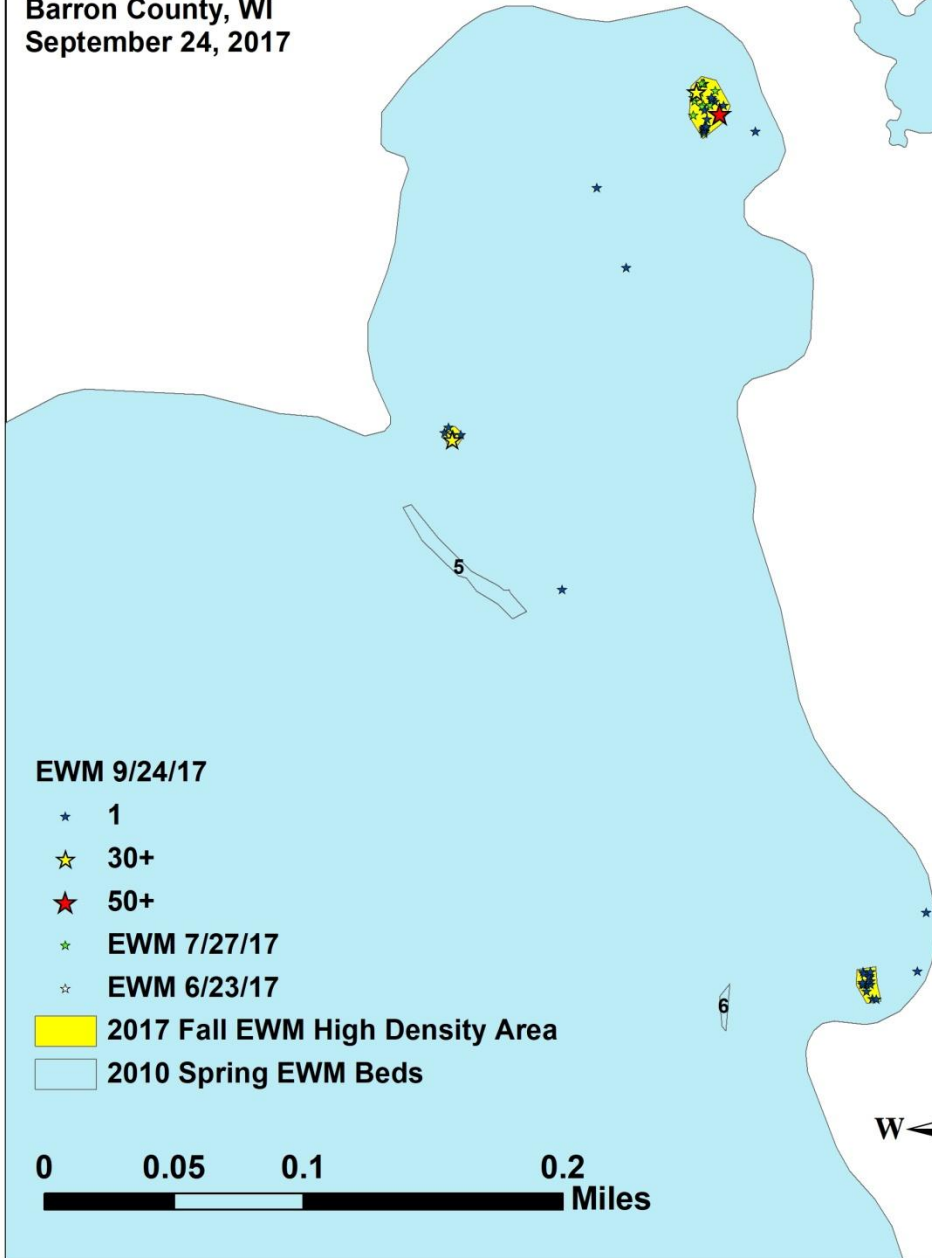 Barron County, WI
September 24, 2017
5
EWM 9/24/17
1
30+
50+
EWM 7/27/17
EWM 6/23/17
6
2017 Fall EWM High Density Area
2010 Spring EWM Beds
W
0 0.05 0.1 0.2
Miles